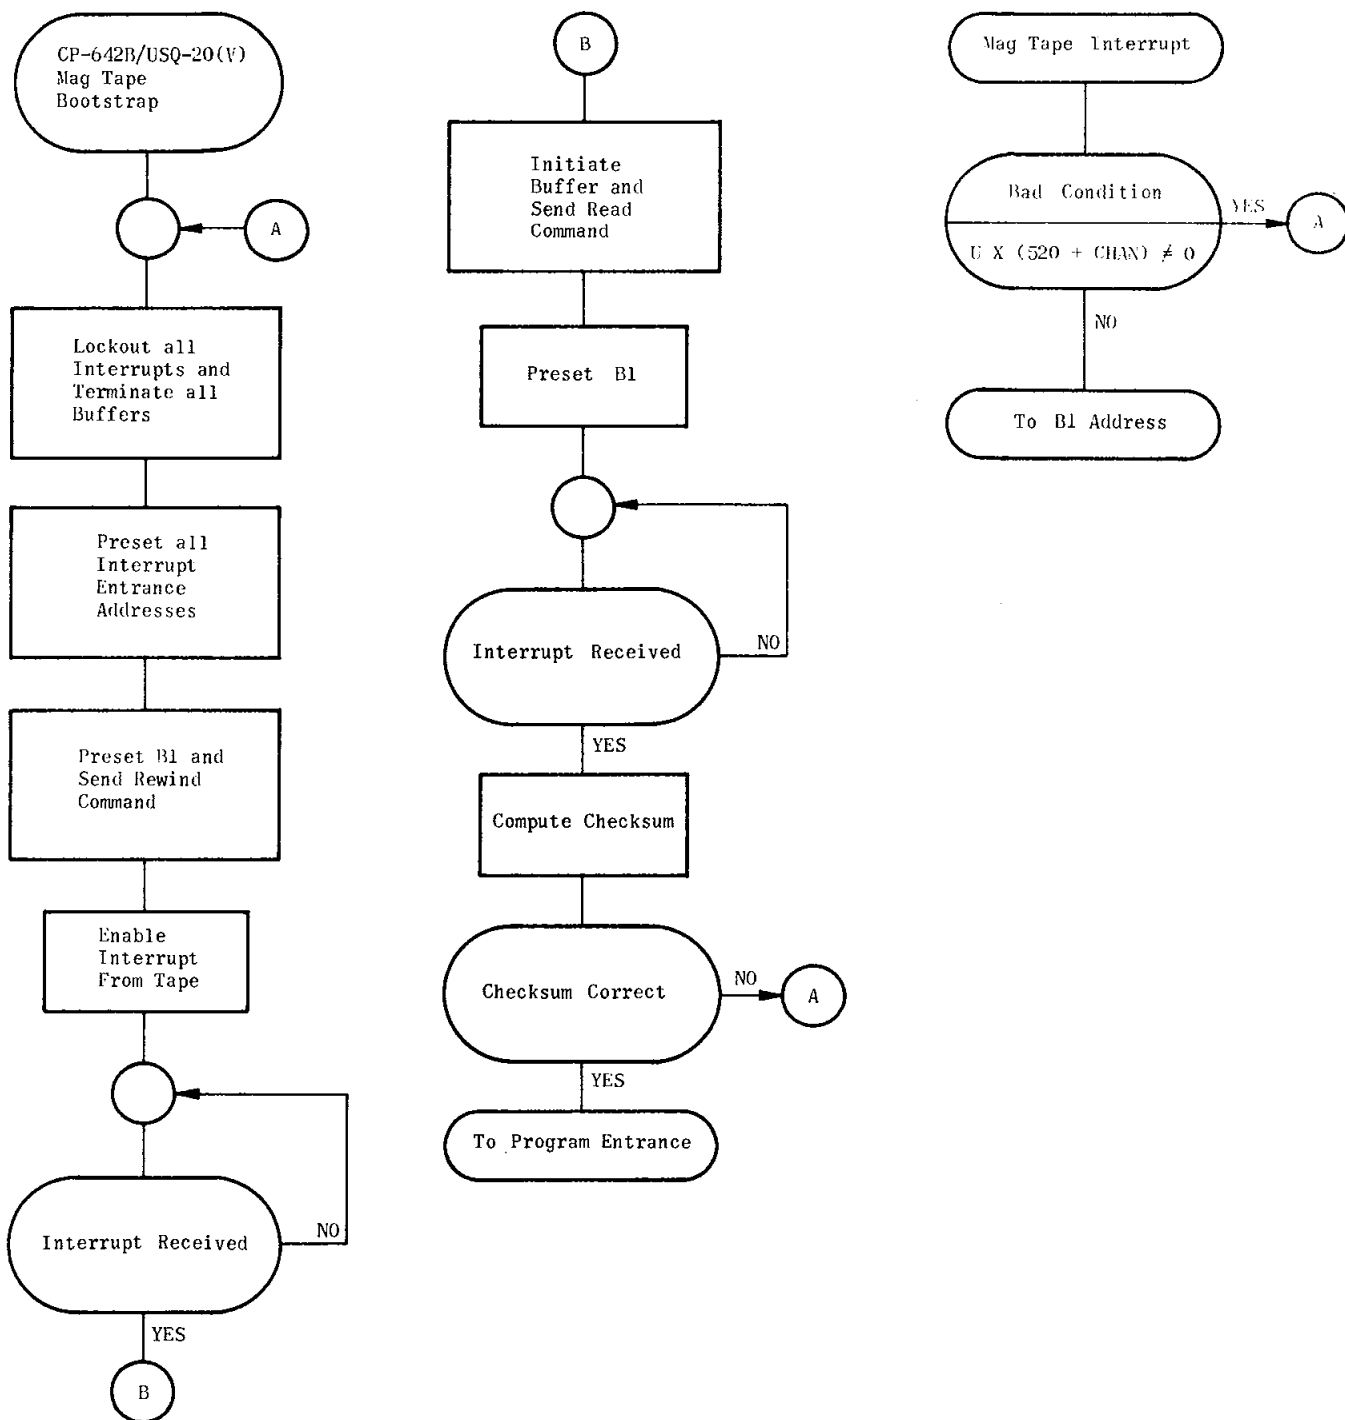 CP-642B/USQ-20(V)
Mag Tape
Bootstrap
A
Lockout all
Interrupts and
Terminate all
Buffers
Preset all
Interrupt
Entrance
Addresses
Preset B1 and
Send Rewind
Command
Enable
Interrupt
From Tape
Interrupt Received
NO
YES
B
B
Initiate
Buffer and
Send Read
Command
Preset B1
Interrupt Received
NO
YES
Compute Checksum
Checksum Correct
NO
A
YES
To Program Entrance
Mag Tape Interrupt
Bad Condition
U X (520 + CHAN) ≠ 0
YES
A
NO
To B1 Address